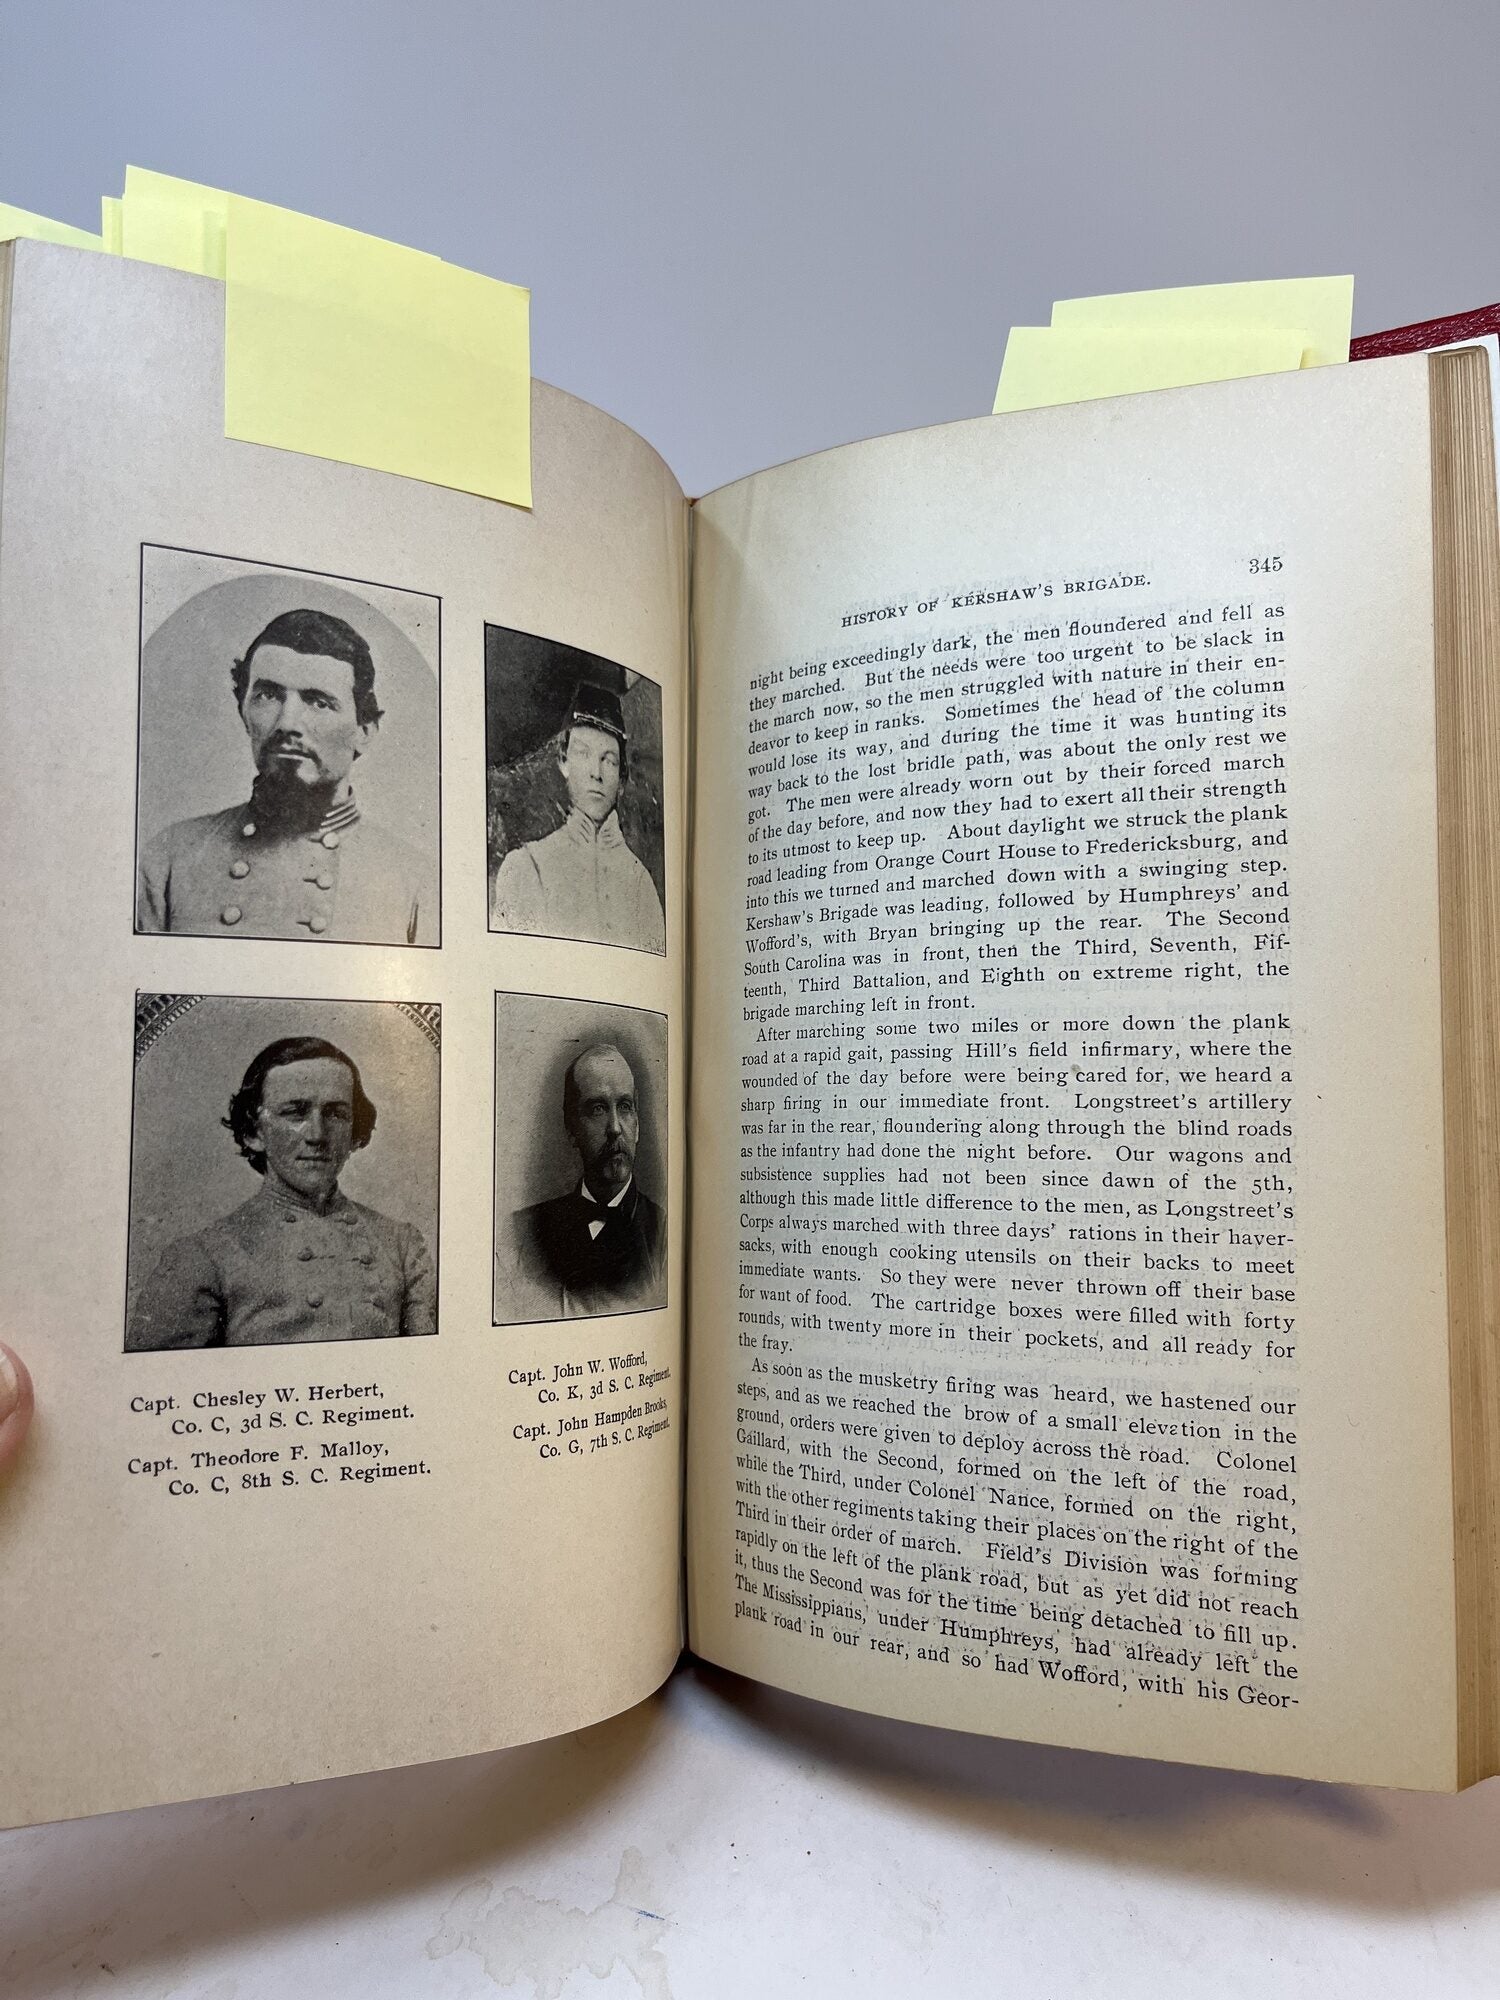 Capt. Chesley W. Herbert,
Co. C, 3d S. C. Regiment.
Capt. Theodore F. Malloy,
Co. C, 8th S. C. Regiment.
Capt. John W. Wofford,
Co. K, 3d S. C. Regiment.
Capt. John Hampden Brooks,
Co. G, 7th S. C. Regiment.
HISTORY OF KERSHAW'S BRIGADE. 345
night being exceedingly dark, the men floundered and fell as
they marched. But the needs were too urgent to be slack in
the march now, so the men struggled with nature in their en-
deavor to keep in ranks. Sometimes the head of the column
would lose its way, and during the time it was hunting its
way back to the lost bridle path, was about the only rest we
got. The men were already worn out by their forced march
of the day before, and now they had to exert all their strength
to its utmost to keep up. About daylight we struck the plank
road leading from Orange Court House to Fredericksburg, and
into this we turned and marched down with a swinging step.
Kershaw's Brigade was leading, followed by Humphreys' and
Wofford's, with Bryan bringing up the rear. The Second
South Carolina was in front, then the Third, Seventh, Fif-
teenth, Third Battalion, and Eighth on extreme right, the
brigade marching left in front.
After marching some two miles or more down the plank
road at a rapid gait, passing Hill's field infirmary, where the
wounded of the day before were being cared for, we heard a
sharp firing in our immediate front. Longstreet's artillery
was far in the rear, floundering along through the blind roads
as the infantry had done the night before. Our wagons and
subsistence supplies had not been since dawn of the 5th,
although this made little difference to the men, as Longstreet's
Corps always marched with three days' rations in their haver-
sacks, with enough cooking utensils on their backs to meet
immediate wants. So they were never thrown off their base
for want of food. The cartridge boxes were filled with forty
rounds, with twenty more in their pockets, and all ready for
the fray.
As soon as the musketry firing was heard, we hastened our
steps, and as we reached the brow of a small elevation in the
ground, orders were given to deploy across the road. Colonel
Gaillard, with the Second, formed on the left of the road,
while the Third, under Colonel Nance, formed on the right,
with the other regiments taking their places on the right of the
Third in their order of march. Field's Division was forming
rapidly on the left of the plank road, but as yet did not reach
it, thus the Second was for the time being detached to fill up.
The Mississippians, under Humphreys, had already left the
plank road in our rear, and so had Wofford, with his Geor-